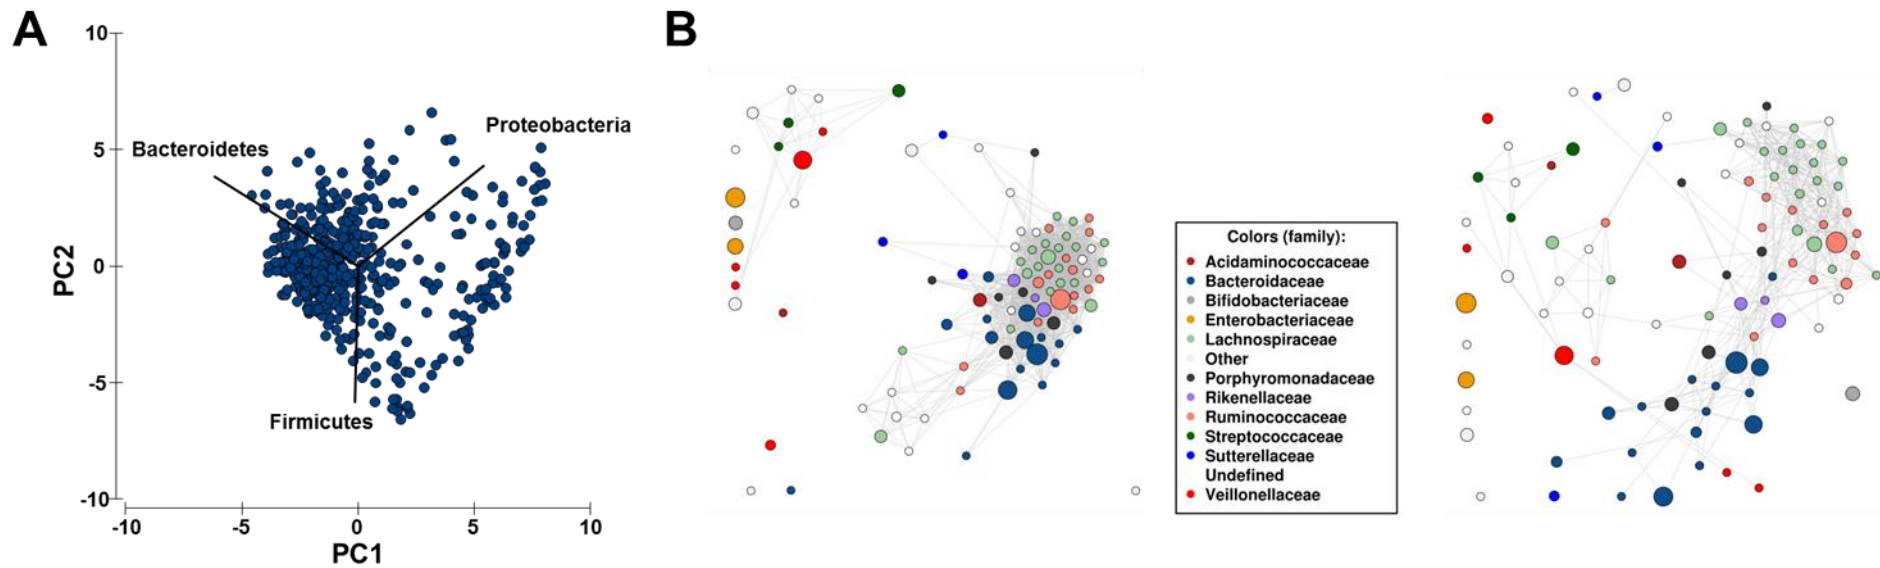 A
B
10
5
0
-5
-10
PC2
Bacteroidetes
Proteobacteria
Firmicutes
-10
-5
0
5
10
PC1
Colors (family):
Acidaminococcaceae
Bacteroidaceae
Bifidobacteriaceae
Enterobacteriaceae
Lachnospiraceae
Other
Porphyromonadaceae
Rikenellaceae
Ruminococcaceae
Streptococcaceae
Sutterellaceae
Undefined
Veillonellaceae